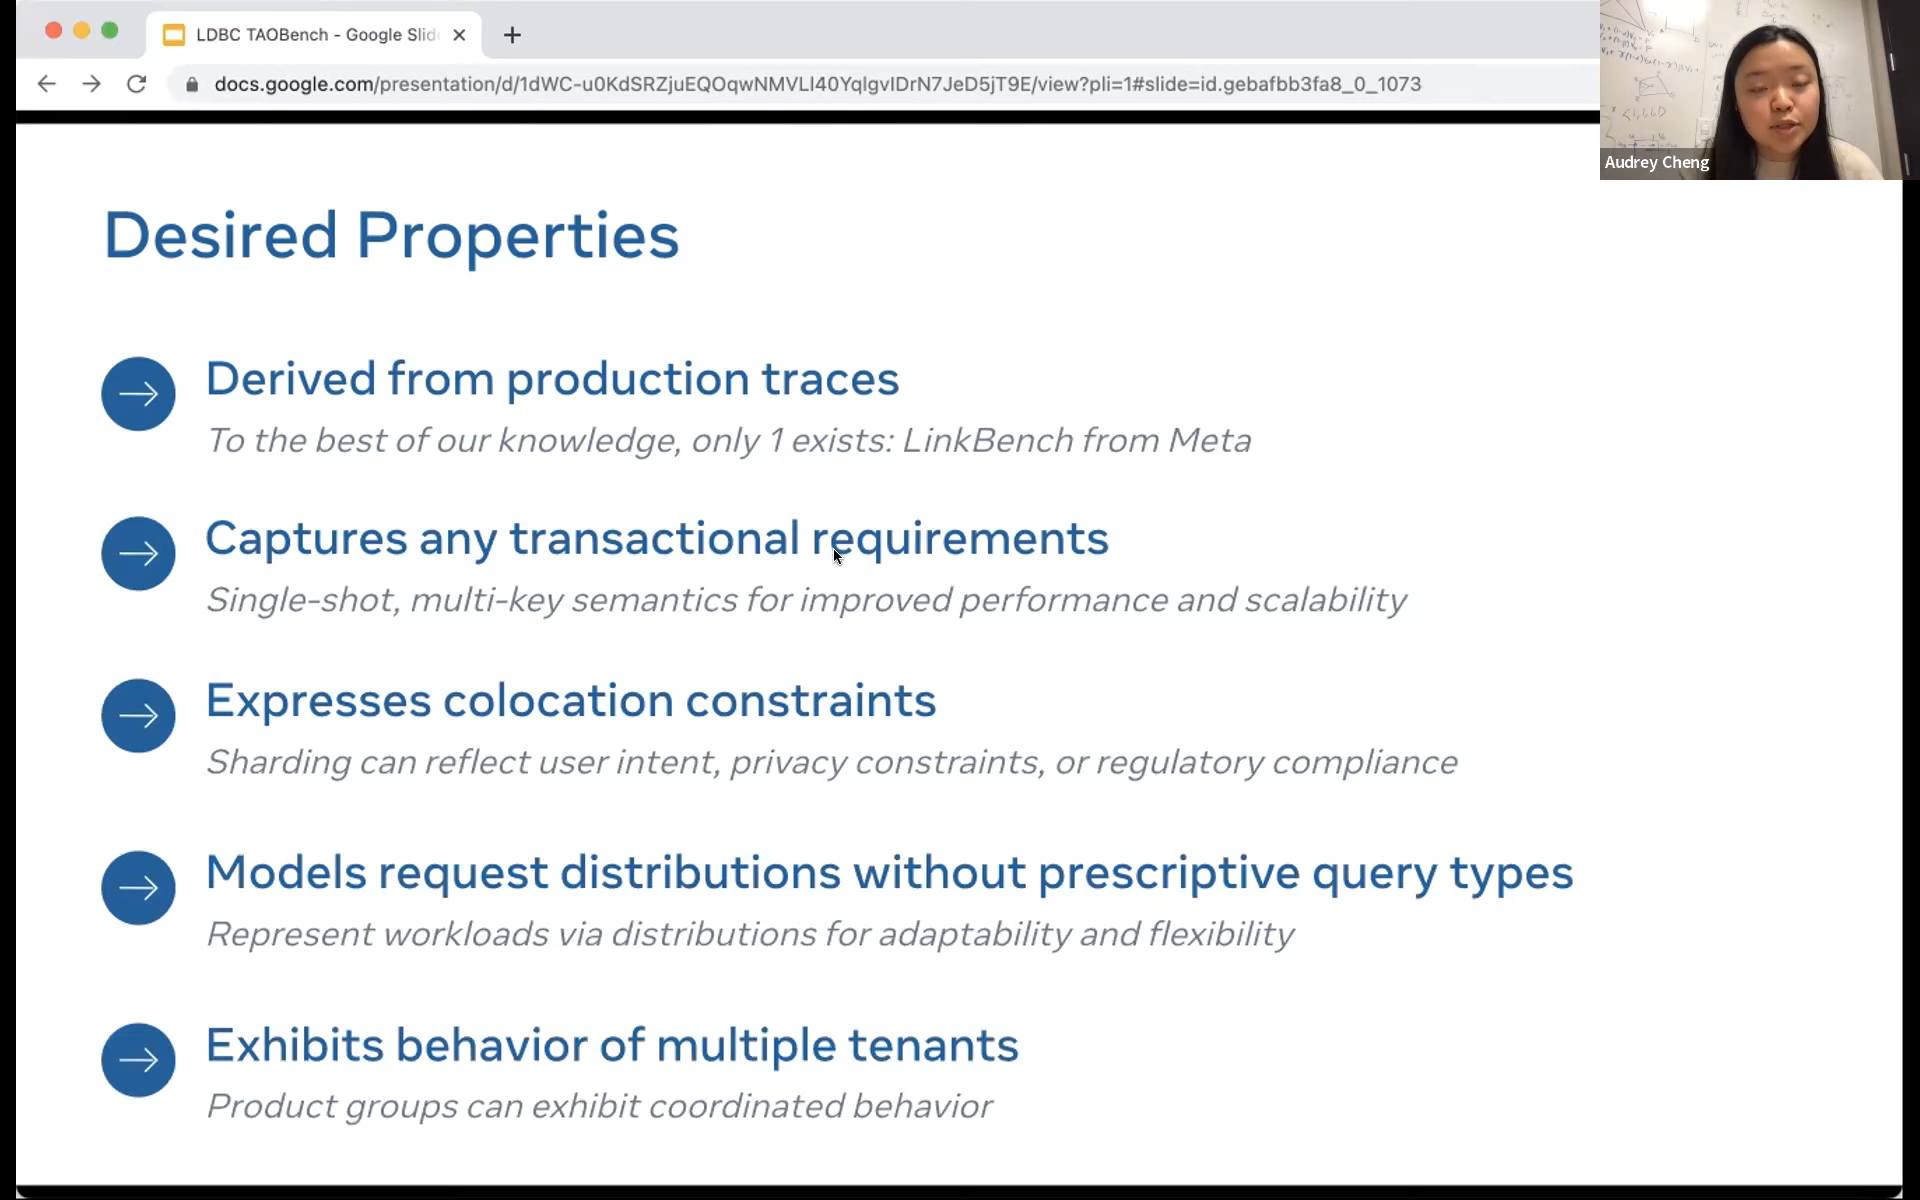 LDBC TAOBench - Google Slid
docs.google.com/presentation/d/1dWC-u0KdSRZjuEQOqwNMVLI40YqlgvIDrN7JeD5jT9E/view?pli=1#slide=id.gebafbb3fa8_0_1073
Audrey Cheng
Desired Properties
Derived from production traces
To the best of our knowledge, only 1 exists: LinkBench from Meta
Captures any transactional requirements
Single-shot, multi-key semantics for improved performance and scalability
Expresses colocation constraints
Sharding can reflect user intent, privacy constraints, or regulatory compliance
Models request distributions without prescriptive query types
Represent workloads via distributions for adaptability and flexibility
Exhibits behavior of multiple tenants
Product groups can exhibit coordinated behavior